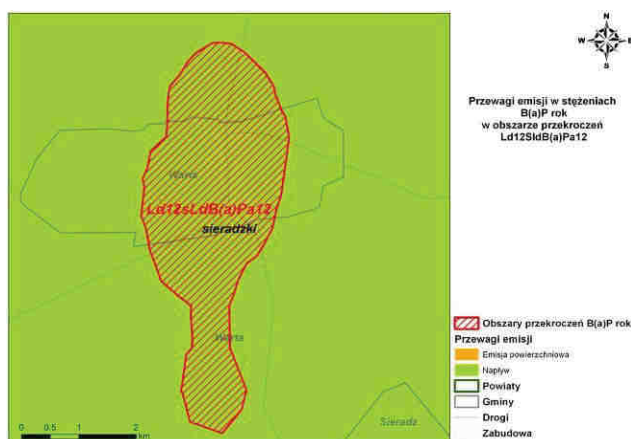 N
W E
S
Przewagi emisji w stężeniach
B(a)P rok
w obszarze przekroczeń
Ld12SldB(a)Pa12
Warta
Ld12sLdB(a)Pa12
sieradzki
Warta
Sieradz
0 0.5 1 2
km
Obszary przekroczeń B(a)P rok
Przewagi emisji
Emisja powierzchniowa
Napływ
Powiaty
Gminy
Drogi
Zabudowa